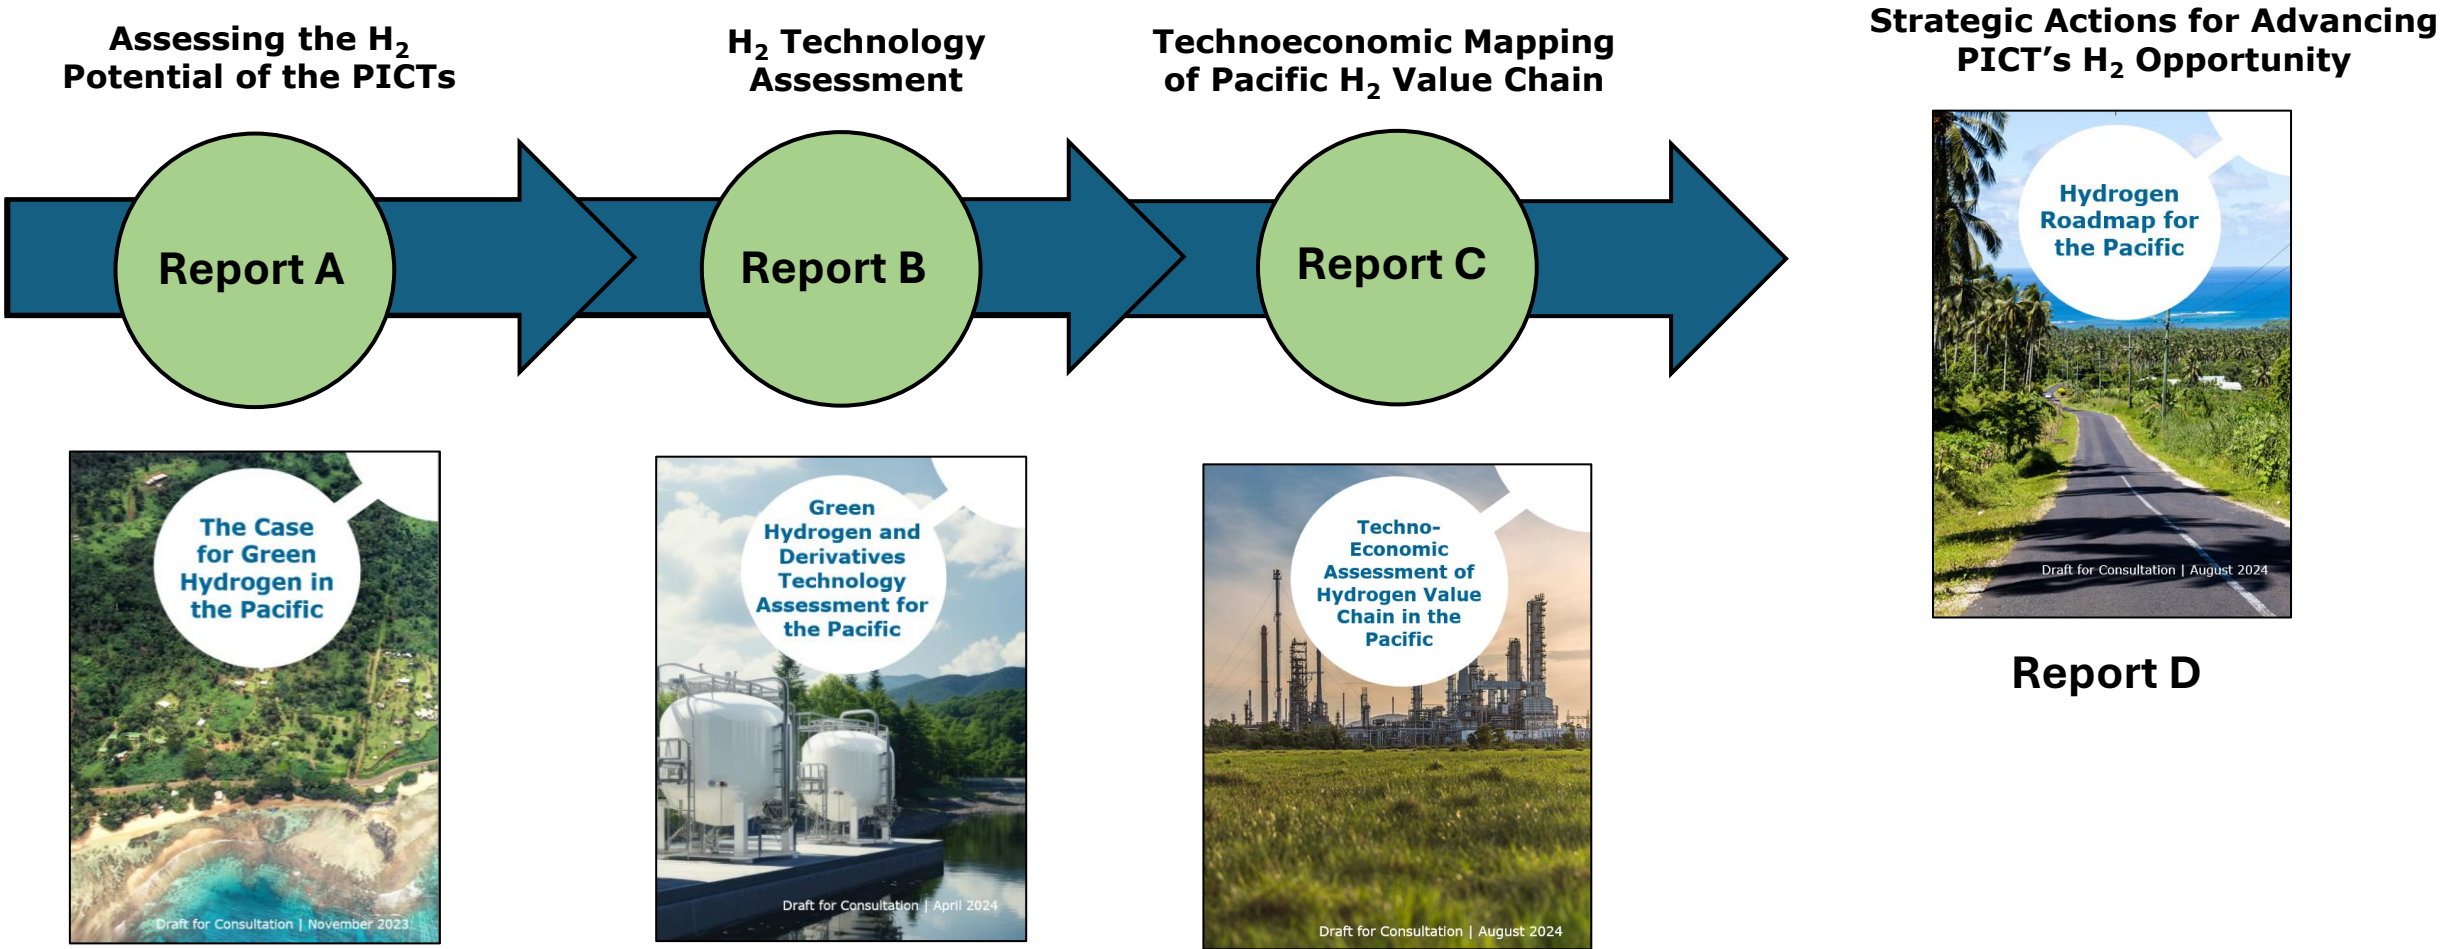 Assessing the H₂
Potential of the PICTs
H₂ Technology
Assessment
Technoeconomic Mapping
of Pacific H₂ Value Chain
Strategic Actions for Advancing
PICT’s H₂ Opportunity
Report A
Report B
Report C
The Case
for Green
Hydrogen in
the Pacific
Draft for Consultation | November 2023
Green
Hydrogen and
Derivatives
Technology
Assessment for
the Pacific
Draft for Consultation | April 2024
Techno-
Economic
Assessment of
Hydrogen Value
Chain in the
Pacific
Draft for Consultation | August 2024
Hydrogen
Roadmap for
the Pacific
Draft for Consultation | August 2024
Report D